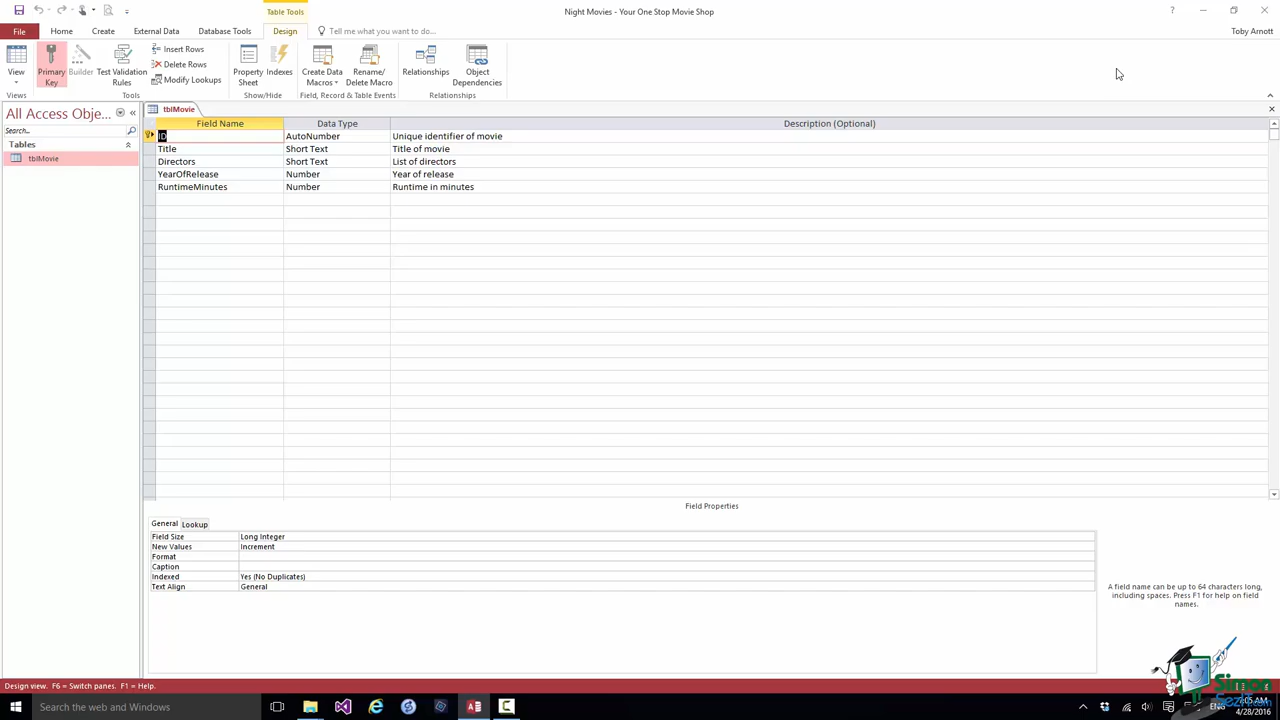 Table Tools
Night Movies - Your One Stop Movie Shop
File
Home
Create
External Data
Database Tools
Design
Tell me what you want to do...
Toby Arnott
View
Primary Key
Builder
Test Validation Rules
Insert Rows
Delete Rows
Modify Lookups
Property Sheet
Indexes
Create Data Macros
Rename/ Delete Macro
Relationships
Object Dependencies
Views
Tools
Show/Hide
Field, Record & Table Events
Relationships
All Access Obje...
Search...
Tables
tblMovie
tblMovie
Field Name Data Type Description (Optional)
ID AutoNumber Unique identifier of movie
Title Short Text Title of movie
Directors Short Text List of directors
YearOfRelease Number Year of release
RuntimeMinutes Number Runtime in minutes
Field Properties
General Lookup
Field Size Long Integer
New Values Increment
Format
Caption
Indexed Yes (No Duplicates)
Text Align General
A field name can be up to 64 characters long,
including spaces. Press F1 for help on field
names.
Design view. F6 = Switch panes. F1 = Help.
Search the web and Windows
4/28/2016